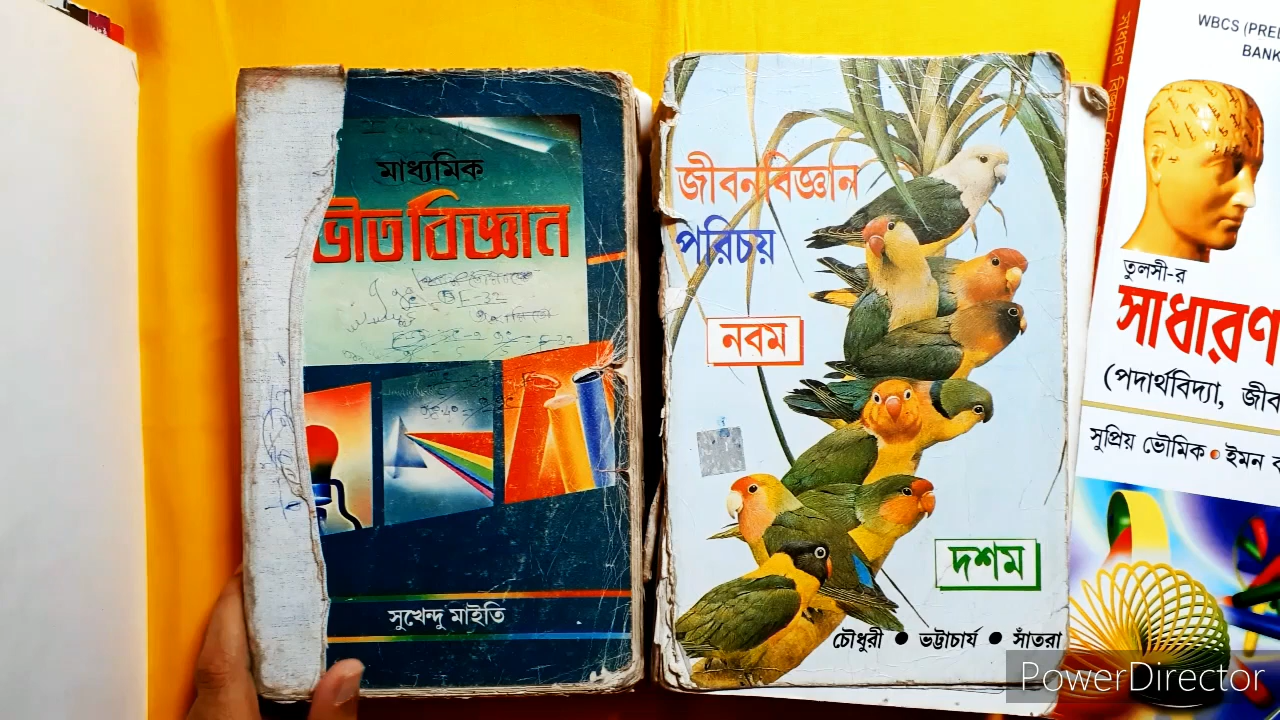 মাধ্যমিক
ভীতবিজ্ঞান
সুখেন্দু মাইতি
জীবনবিজ্ঞান
পরিচয়
নবম
দশম
চৌধুরী • ভট্টাচার্য • সাঁতরা
WBCS (PREL
BANK
তুলসী-র
সাধারণ
(পদার্থবিদ্যা, জীব
সুপ্রিয় ভৌমিক • ইমন
PowerDirector